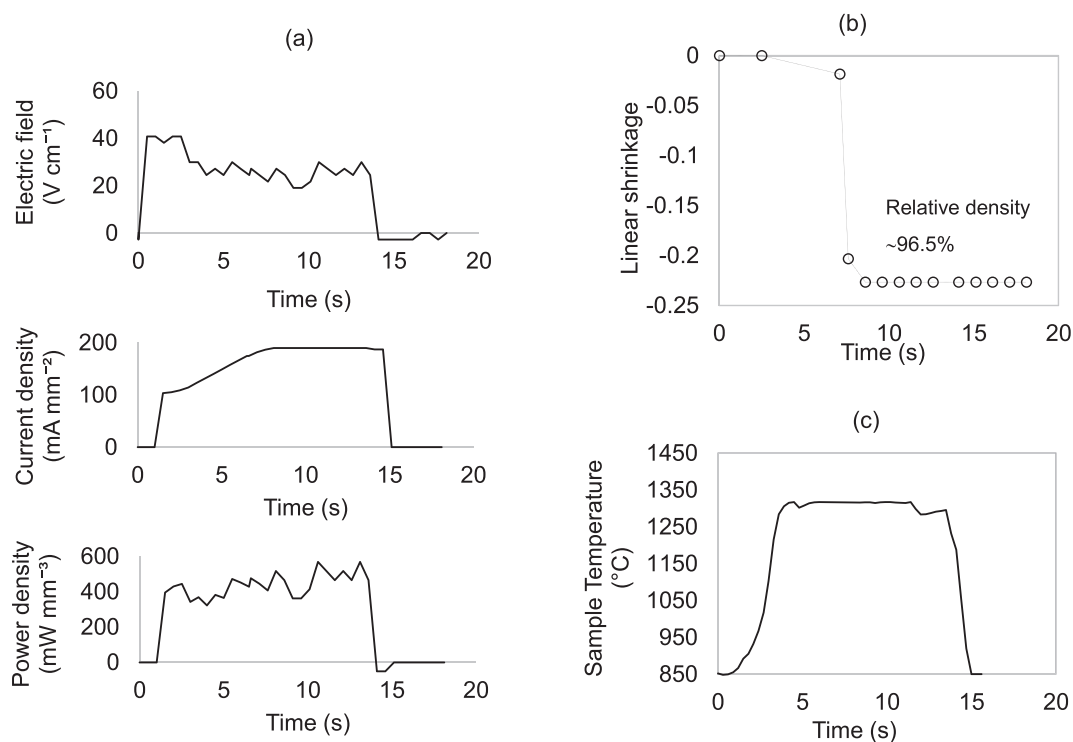 (a)
60
40
20
0
Electric field
(V cm⁻¹)
0 5 10 15 20
Time (s)
200
100
0
Current density
(mA mm⁻²)
0 5 10 15 20
Time (s)
600
400
200
0
Power density
(mW mm⁻³)
0 5 10 15 20
Time (s)
(b)
0
-0.05
-0.1
-0.15
-0.2
-0.25
Linear shrinkage
Relative density
~96.5%
0 5 10 15 20
Time (s)
(c)
1450
1350
1250
1150
1050
950
850
Sample Temperature
(°C)
0 5 10 15 20
Time (s)